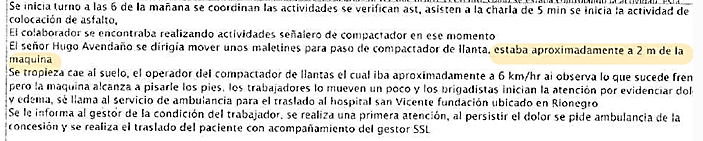 Se inicia turno a las 6 de la mañana se coordinan las actividades se verifican ast, asisten a la charla de 5 min se inicia la actividad de
colocación de asfalto,
El colaborador se encontraba realizando actividades señalero de compactador en ese momento
El señor Hugo Avendaño se dirigía mover unos maletines para paso de compactador de llanta, estaba aproximadamente a 2 m de la
maquina
Se tropieza cae al suelo, el operador del compactador de llantas el cual iba aproximadamente a 6 km/hr al observa lo que sucede fren
pero la maquina alcanza a pisarle los pies, los trabajadores lo mueven un poco y los brigadistas inician la atención por evidenciar dol
y edema, se llama al servicio de ambulancia para el traslado al hospital san Vicente fundación ubicado en Rionegro
Se le informa al gestor de la condición del trabajador, se realiza una primera atención, al persistir el dolor se pide ambulancia de la
concesión y se realiza el traslado del paciente con acompañamiento del gestor SSL